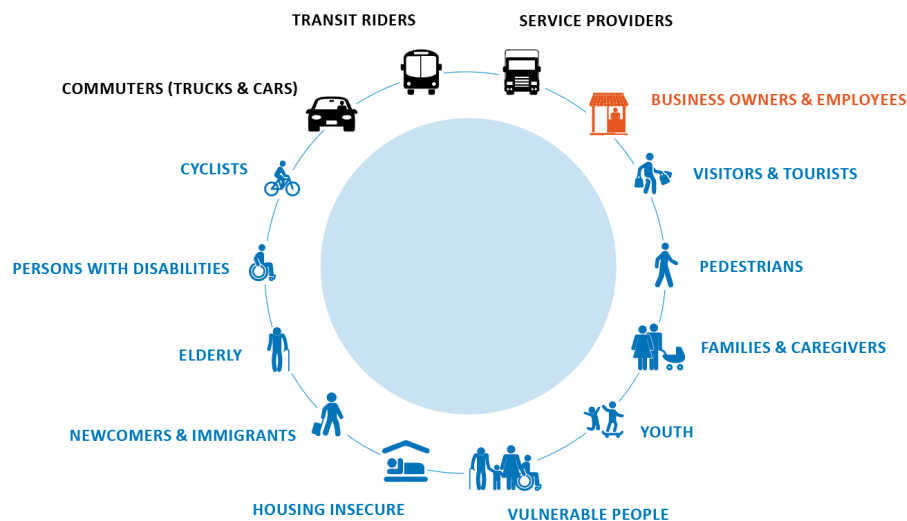 TRANSIT RIDERS
SERVICE PROVIDERS
COMMUTERS (TRUCKS & CARS)
BUSINESS OWNERS & EMPLOYEES
CYCLISTS
VISITORS & TOURISTS
PERSONS WITH DISABILITIES
PEDESTRIANS
ELDERLY
FAMILIES & CAREGIVERS
NEWCOMERS & IMMIGRANTS
YOUTH
HOUSING INSECURE
VULNERABLE PEOPLE